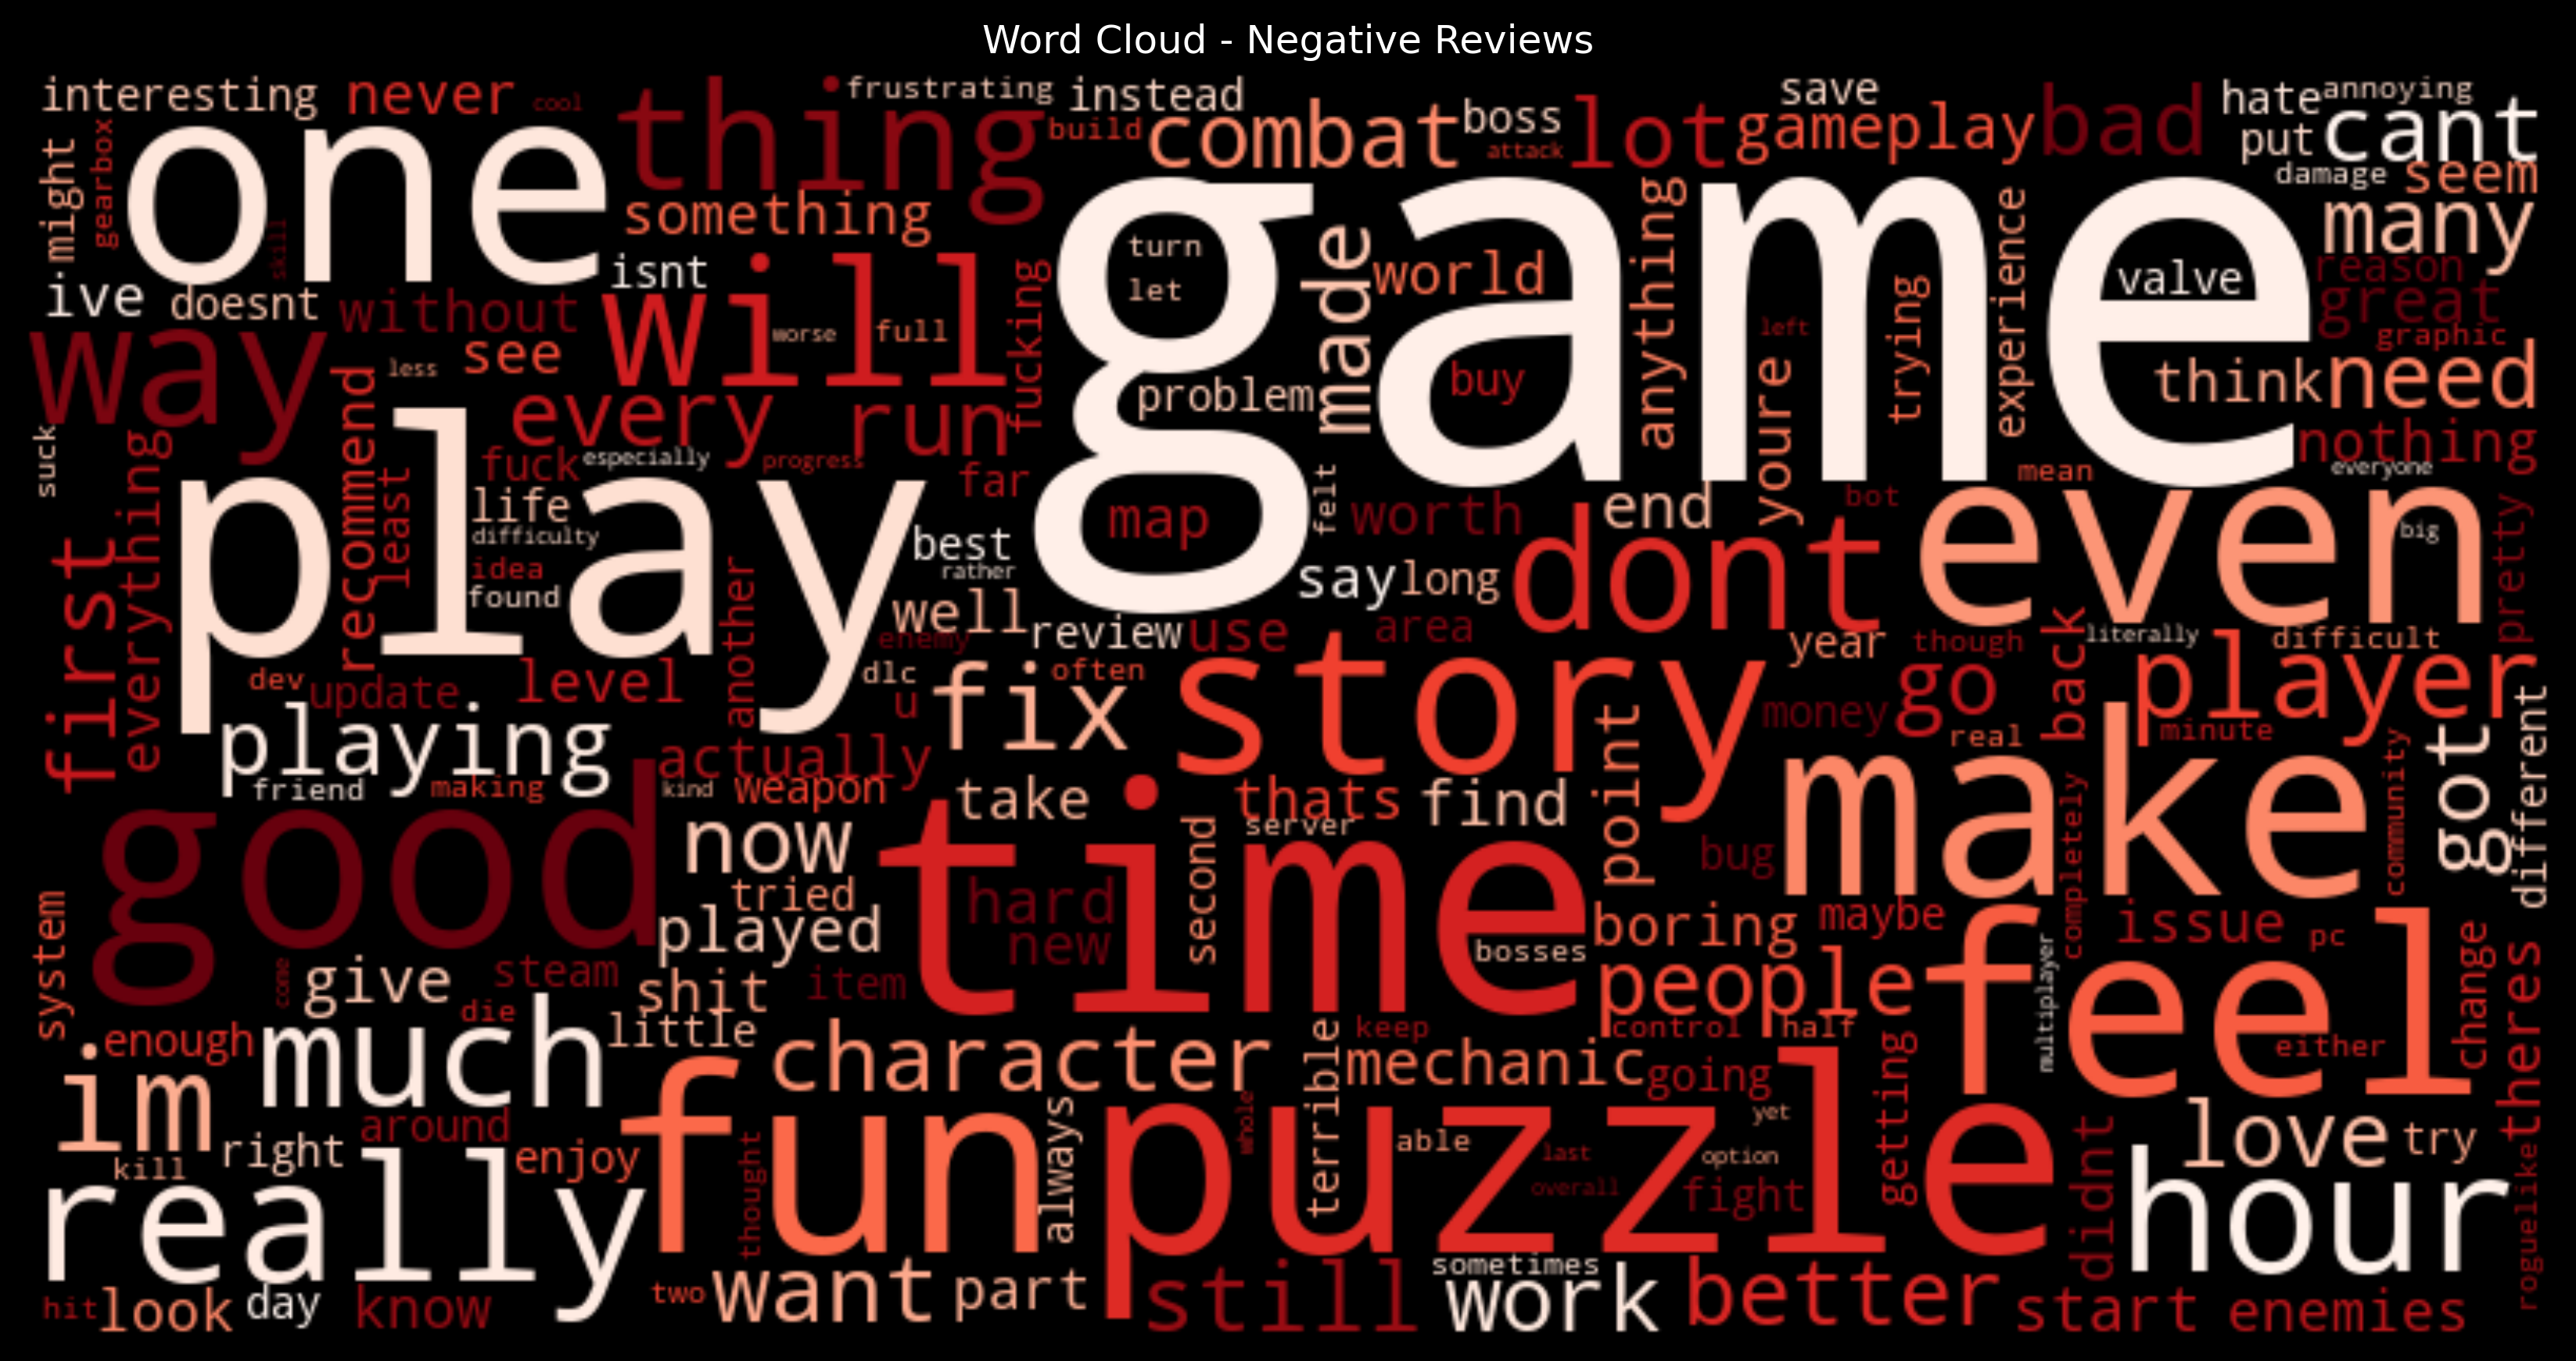 Word Cloud - Negative Reviews
interesting never cool thing frustrating instead save hate annoying
might gearbox one build combat boss attack lot gameplay bad put cant
damage seem
something skill game anything experience many
ive doesnt without isnt will fucking turn let made world valve reason great
way less see worse full left trying graphic
recommend problem buy youre think need
every run nothing
suck everything play least fuck especially progress far map felt worth end mean bot everyone
life difficulty best rather even big pretty
first idea found another well say long dont
enemy review use area year though back literally difficult
dev update level dlc u fix often story money go player
playing actually point real minute got different
friend making kind weapon take thats find make community
good now server second bug completely
system tried played time hard new boring maybe issue pc change
come give steam shit item bosses people feel multiplayer theres
die little keep control half
enough much character terrible mechanic going getting either
im around fun always whole puzzle yet love try
right enjoy thought able last option didnt hour roguelike
kill really overall fight
two sometimes
hit look day know want part still work better start enemies